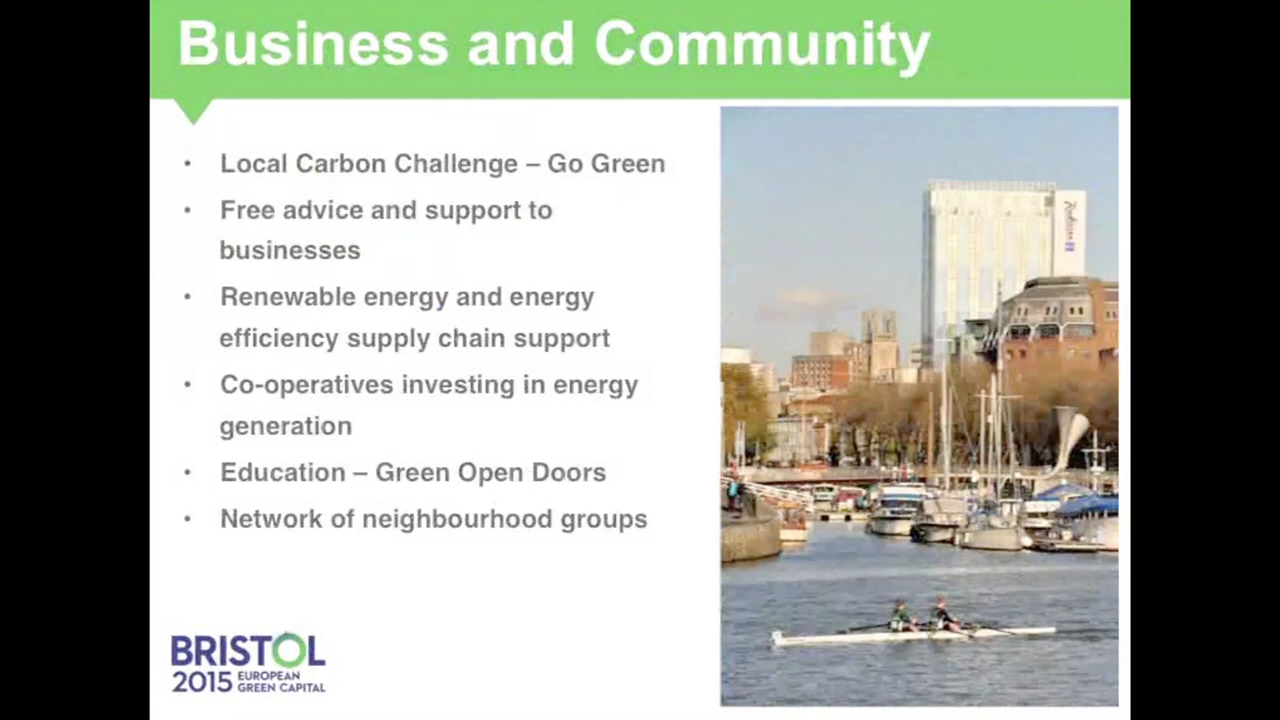 Business and Community
• Local Carbon Challenge – Go Green
• Free advice and support to
businesses
• Renewable energy and energy
efficiency supply chain support
• Co-operatives investing in energy
generation
• Education – Green Open Doors
• Network of neighbourhood groups
Radisson
BRISTOL
2015 EUROPEAN
GREEN CAPITAL